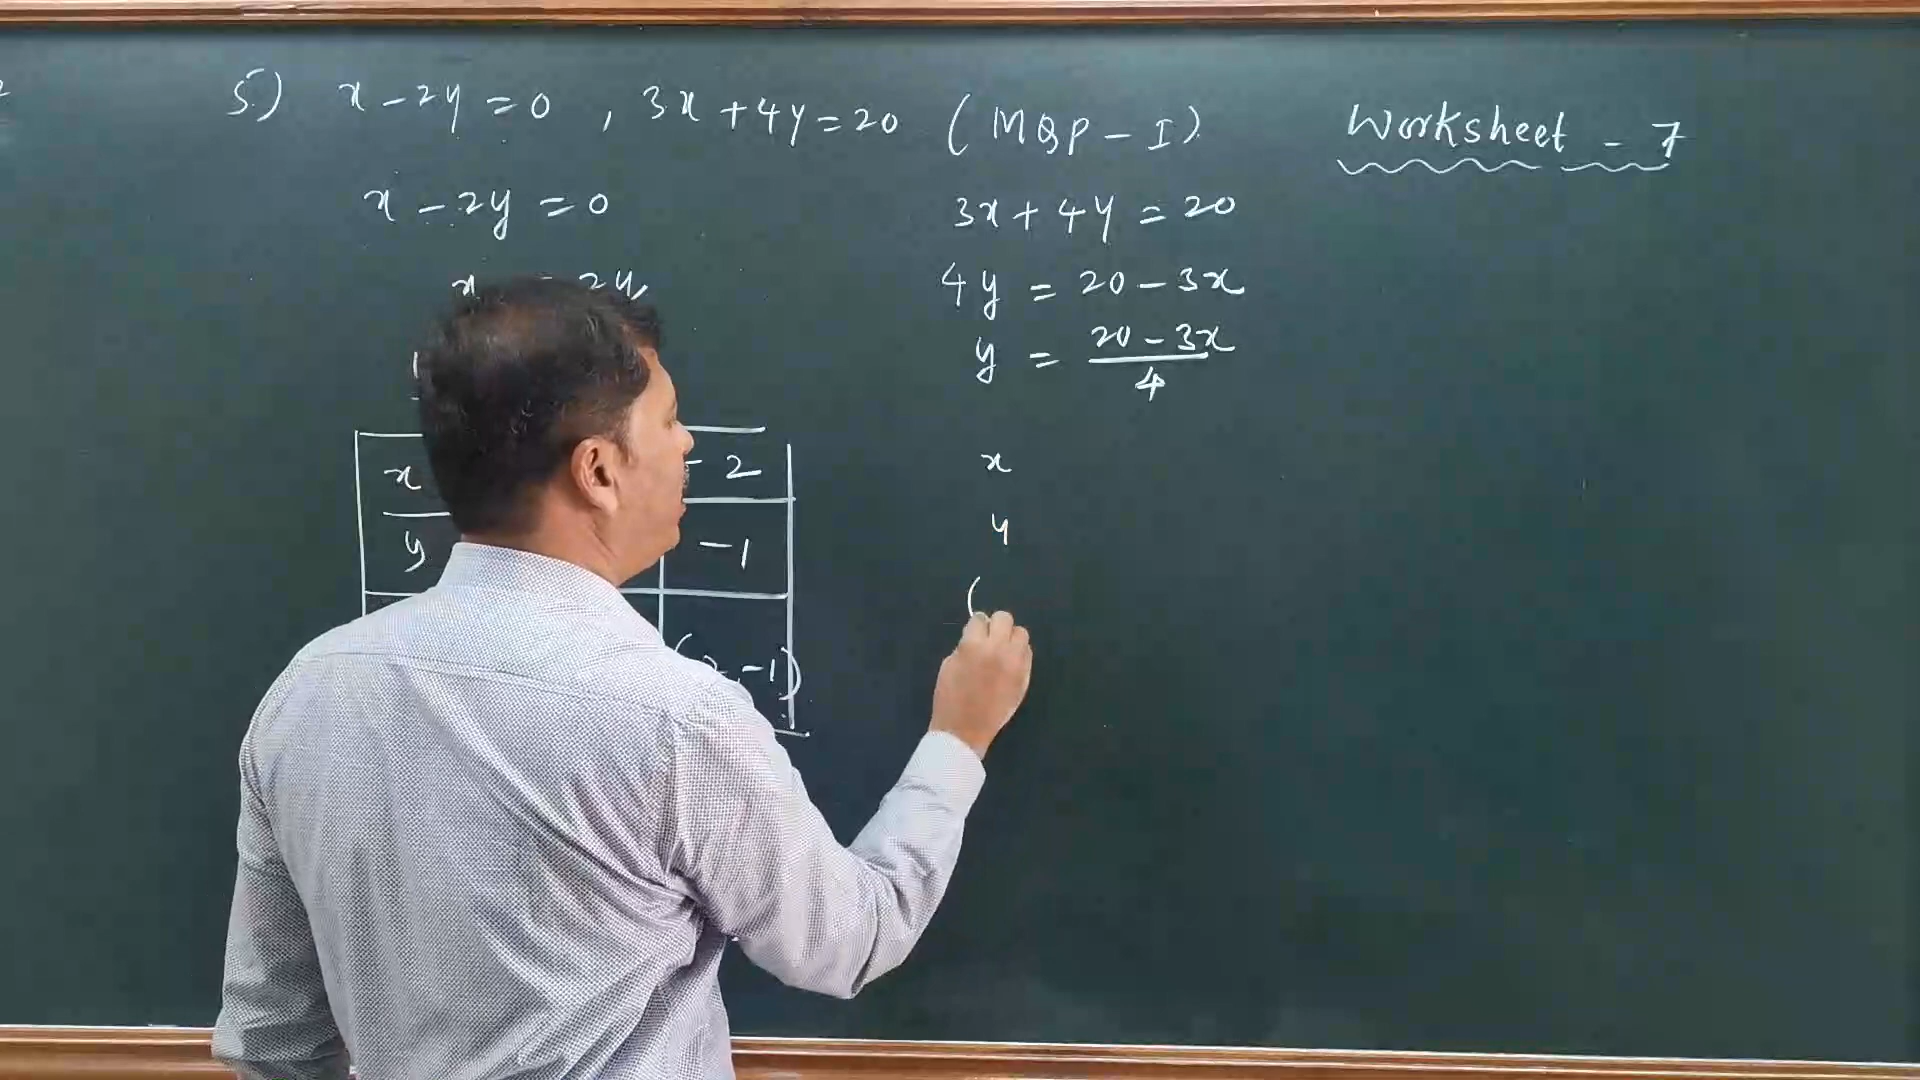 5) x - 2y = 0 , 3x + 4y = 20 (MQP - I)
Worksheet - 7
x - 2y = 0
x = 2y
x - 2
y -1
-1)
3x + 4y = 20
4y = 20 - 3x
y = \frac{20 - 3x}{4}
x
y
(